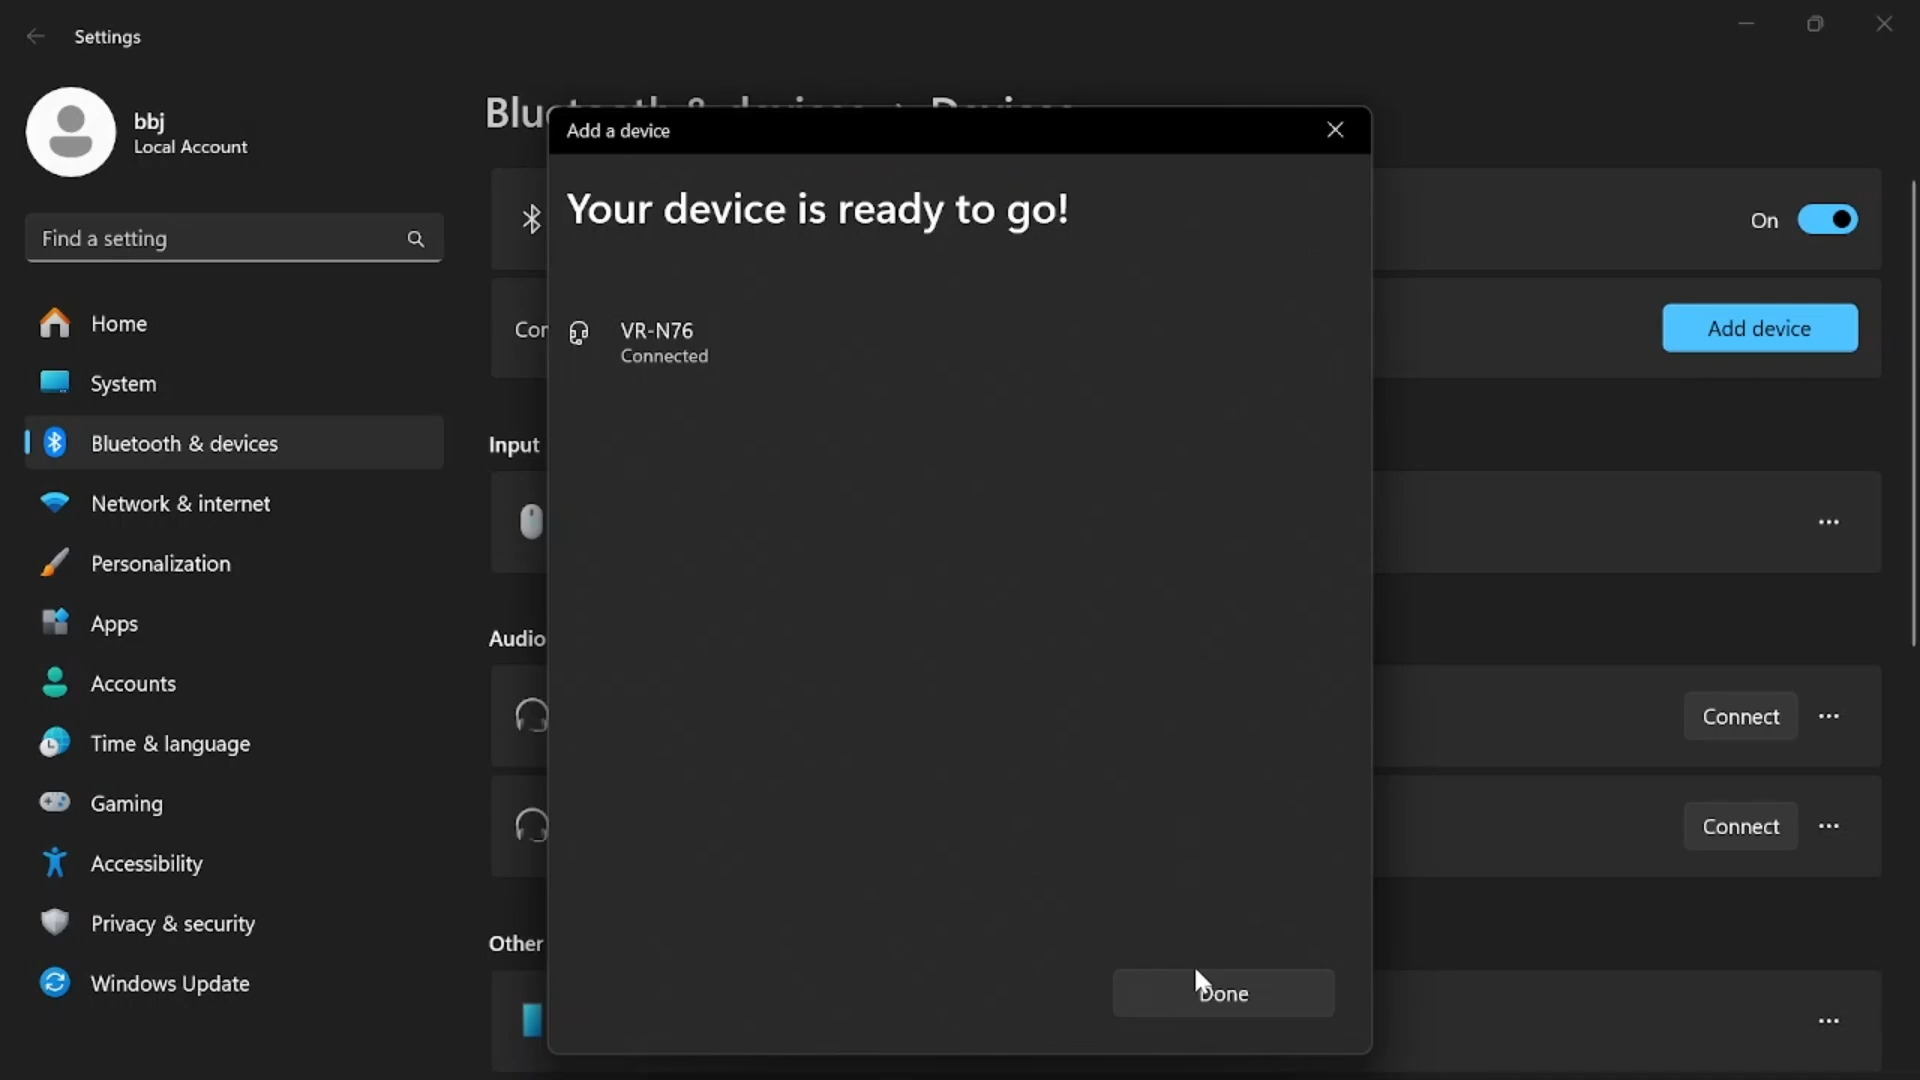 Settings
bbj
Local Account
Find a setting
Home
System
Bluetooth & devices
Network & internet
Personalization
Apps
Accounts
Time & language
Gaming
Accessibility
Privacy & security
Windows Update
Add a device
Your device is ready to go!
VR-N76
Connected
Done
On
Add device
Input
Audio
Connect
Connect
Other